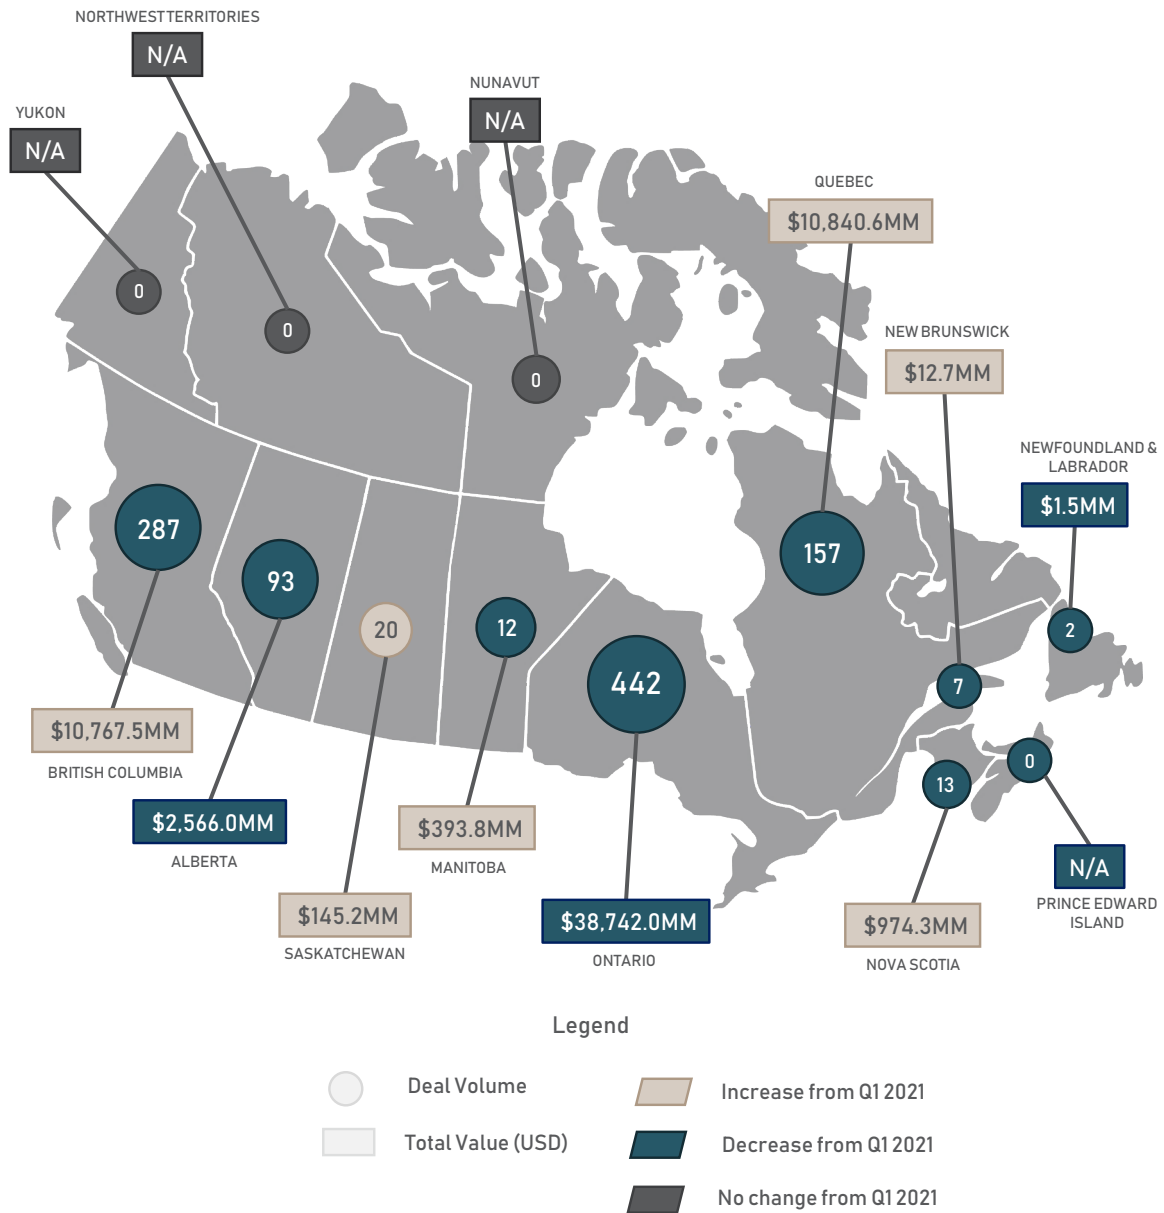 NORTHWEST TERRITORIES
N/A
NUNAVUT
N/A
YUKON
N/A
QUEBEC
$10,840.6MM
0
0
0
NEW BRUNSWICK
$12.7MM
NEWFOUNDLAND &
LABRADOR
$1.5MM
287
93
20
12
442
157
7
2
13
0
$10,767.5MM
BRITISH COLUMBIA
$2,566.0MM
ALBERTA
$393.8MM
MANITOBA
$145.2MM
SASKATCHEWAN
$38,742.0MM
ONTARIO
$974.3MM
NOVA SCOTIA
N/A
PRINCE EDWARD
ISLAND
Legend
Deal Volume
Total Value (USD)
Increase from Q1 2021
Decrease from Q1 2021
No change from Q1 2021